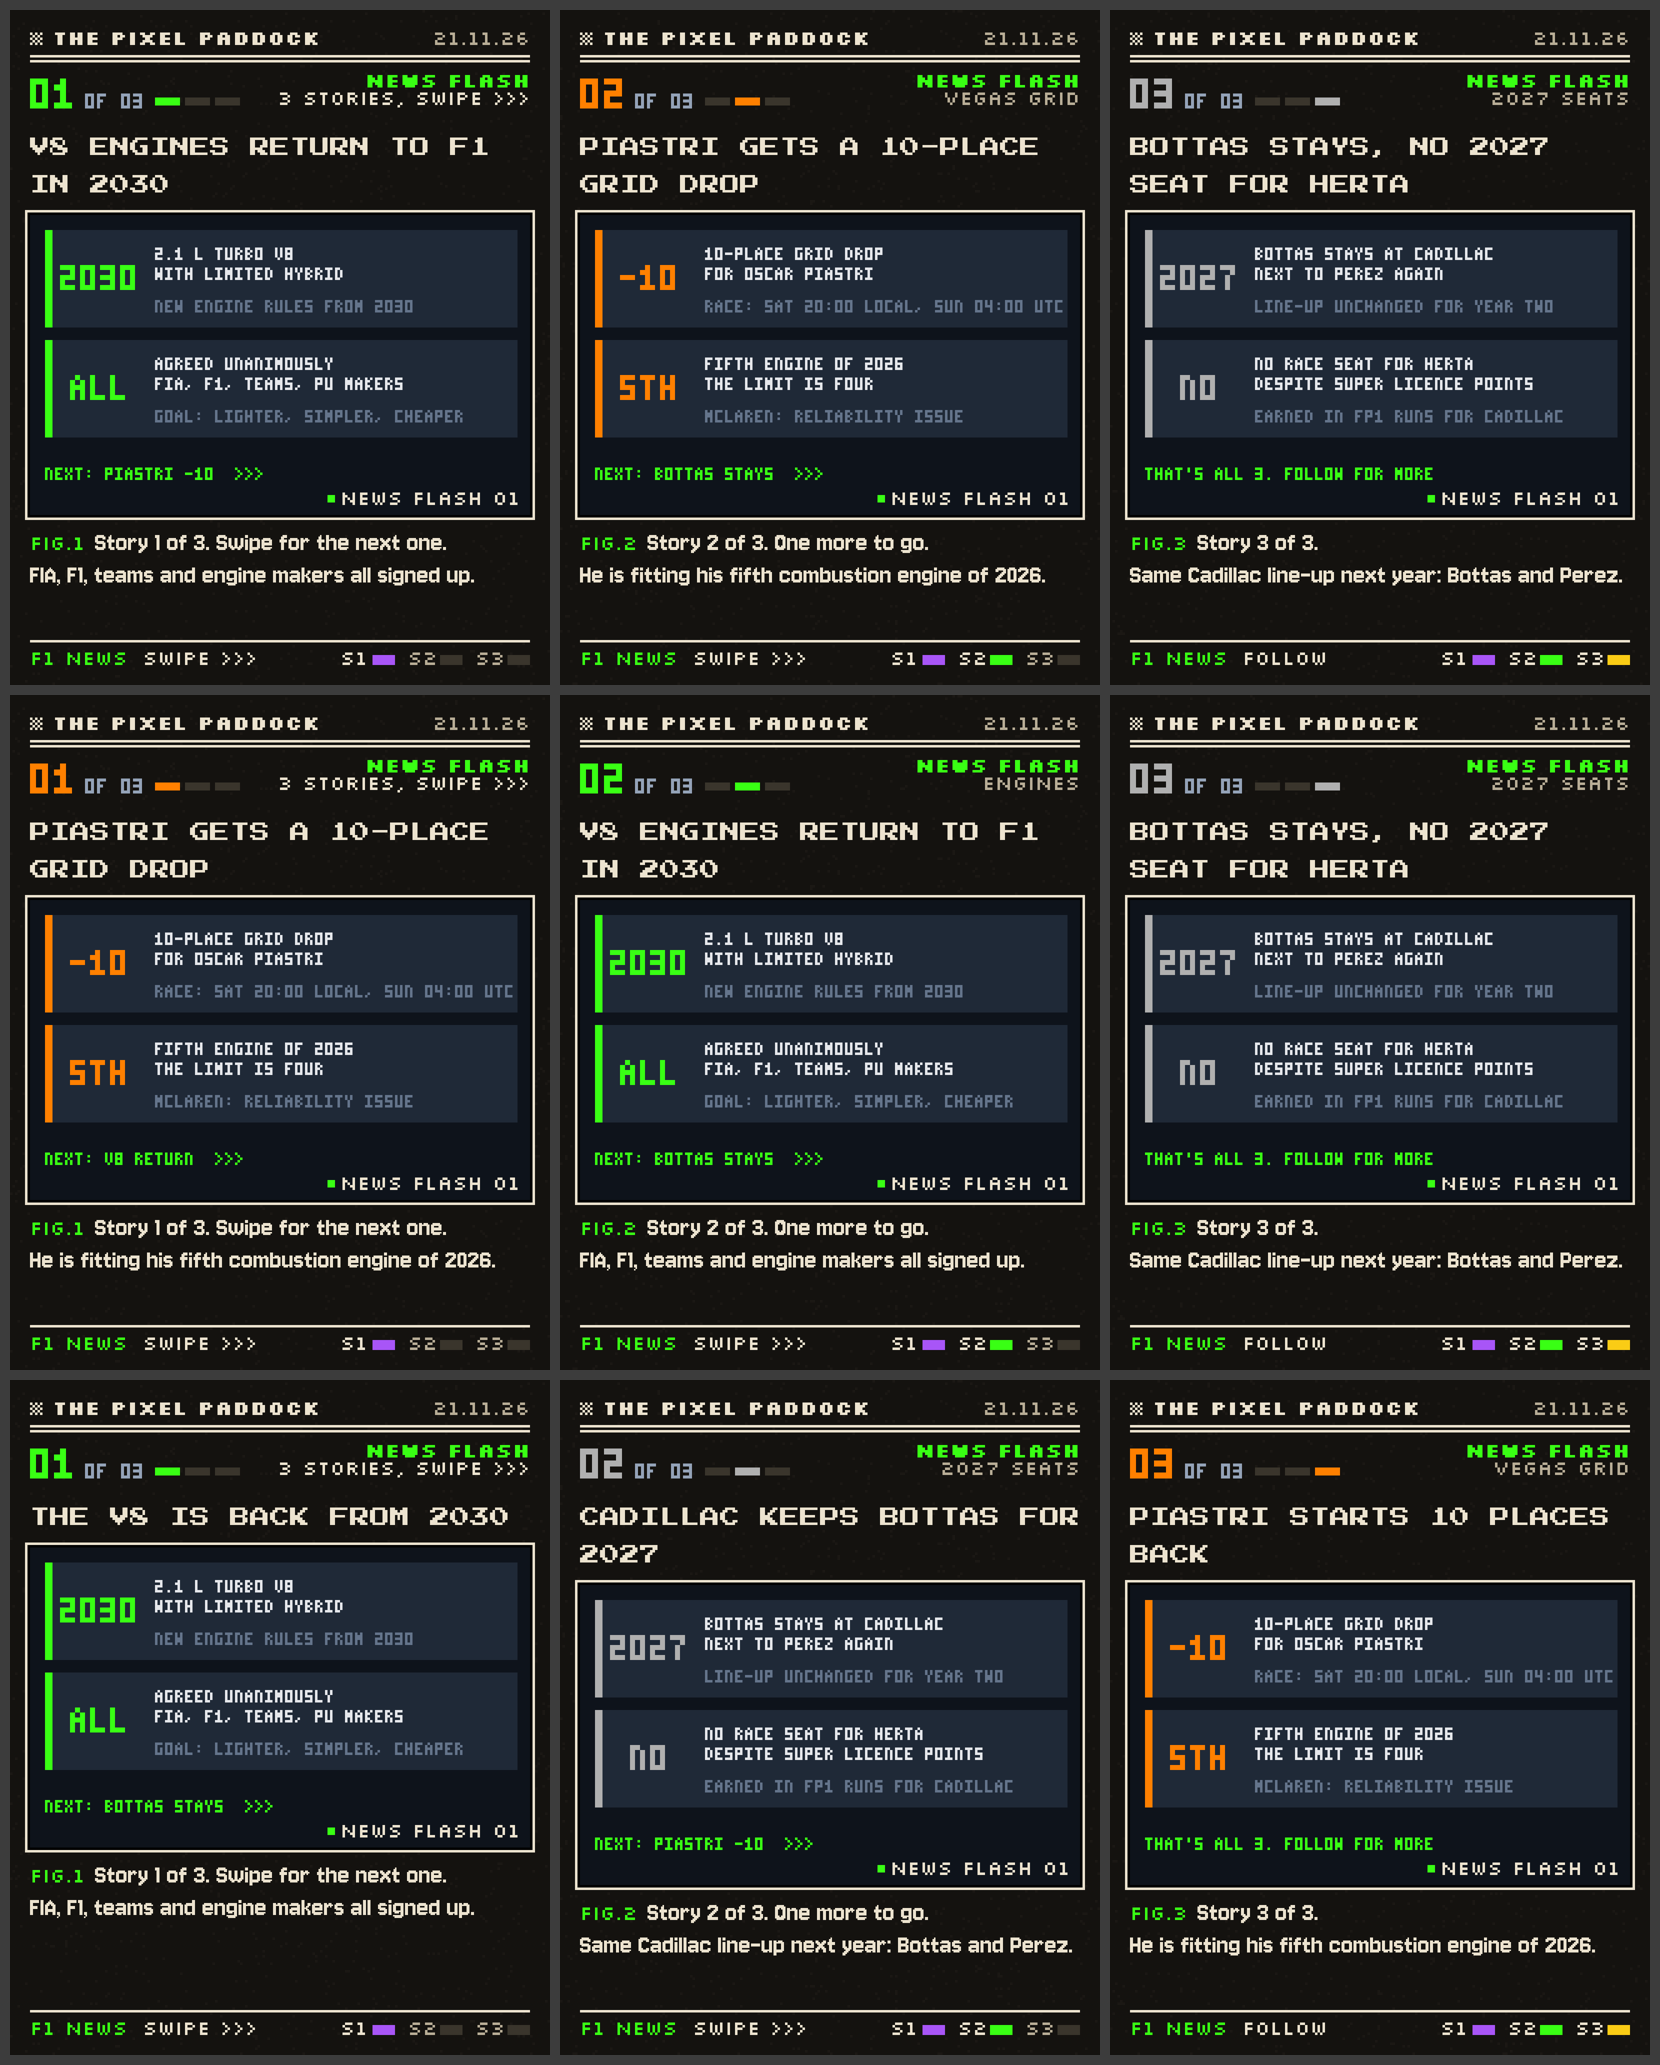 THE PIXEL PADDOCK 21.11.26
01 OF 03 NEWS FLASH
3 STORIES, SWIPE >>>
V8 ENGINES RETURN TO F1
IN 2030
2030
2.1 L TURBO V8
WITH LIMITED HYBRID
NEW ENGINE RULES FROM 2030
ALL
AGREED UNANIMOUSLY
FIA, F1, TEAMS, PU MAKERS
GOAL: LIGHTER, SIMPLER, CHEAPER
NEXT: PIASTRI -10 >>>
NEWS FLASH 01
FIG.1 Story 1 of 3. Swipe for the next one.
FIA, F1, teams and engine makers all signed up.
F1 NEWS SWIPE >>> S1 S2 S3
THE PIXEL PADDOCK 21.11.26
02 OF 03 NEWS FLASH
VEGAS GRID
PIASTRI GETS A 10-PLACE
GRID DROP
-10
10-PLACE GRID DROP
FOR OSCAR PIASTRI
RACE: SAT 20:00 LOCAL, SUN 04:00 UTC
5TH
FIFTH ENGINE OF 2026
THE LIMIT IS FOUR
MCLAREN: RELIABILITY ISSUE
NEXT: BOTTAS STAYS >>>
NEWS FLASH 01
FIG.2 Story 2 of 3. One more to go.
He is fitting his fifth combustion engine of 2026.
F1 NEWS SWIPE >>> S1 S2 S3
THE PIXEL PADDOCK 21.11.26
03 OF 03 NEWS FLASH
2027 SEATS
BOTTAS STAYS, NO 2027
SEAT FOR HERTA
2027
BOTTAS STAYS AT CADILLAC
NEXT TO PEREZ AGAIN
LINE-UP UNCHANGED FOR YEAR TWO
NO
NO RACE SEAT FOR HERTA
DESPITE SUPER LICENCE POINTS
EARNED IN FP1 RUNS FOR CADILLAC
THAT'S ALL 3. FOLLOW FOR MORE
NEWS FLASH 01
FIG.3 Story 3 of 3.
Same Cadillac line-up next year: Bottas and Perez.
F1 NEWS FOLLOW S1 S2 S3
THE PIXEL PADDOCK 21.11.26
01 OF 03 NEWS FLASH
3 STORIES, SWIPE >>>
PIASTRI GETS A 10-PLACE
GRID DROP
-10
10-PLACE GRID DROP
FOR OSCAR PIASTRI
RACE: SAT 20:00 LOCAL, SUN 04:00 UTC
5TH
FIFTH ENGINE OF 2026
THE LIMIT IS FOUR
MCLAREN: RELIABILITY ISSUE
NEXT: V8 RETURN >>>
NEWS FLASH 01
FIG.1 Story 1 of 3. Swipe for the next one.
He is fitting his fifth combustion engine of 2026.
F1 NEWS SWIPE >>> S1 S2 S3
THE PIXEL PADDOCK 21.11.26
02 OF 03 NEWS FLASH
ENGINES
V8 ENGINES RETURN TO F1
IN 2030
2030
2.1 L TURBO V8
WITH LIMITED HYBRID
NEW ENGINE RULES FROM 2030
ALL
AGREED UNANIMOUSLY
FIA, F1, TEAMS, PU MAKERS
GOAL: LIGHTER, SIMPLER, CHEAPER
NEXT: BOTTAS STAYS >>>
NEWS FLASH 01
FIG.2 Story 2 of 3. One more to go.
FIA, F1, teams and engine makers all signed up.
F1 NEWS SWIPE >>> S1 S2 S3
THE PIXEL PADDOCK 21.11.26
03 OF 03 NEWS FLASH
2027 SEATS
BOTTAS STAYS, NO 2027
SEAT FOR HERTA
2027
BOTTAS STAYS AT CADILLAC
NEXT TO PEREZ AGAIN
LINE-UP UNCHANGED FOR YEAR TWO
NO
NO RACE SEAT FOR HERTA
DESPITE SUPER LICENCE POINTS
EARNED IN FP1 RUNS FOR CADILLAC
THAT'S ALL 3. FOLLOW FOR MORE
NEWS FLASH 01
FIG.3 Story 3 of 3.
Same Cadillac line-up next year: Bottas and Perez.
F1 NEWS FOLLOW S1 S2 S3
THE PIXEL PADDOCK 21.11.26
01 OF 03 NEWS FLASH
3 STORIES, SWIPE >>>
THE V8 IS BACK FROM 2030
2030
2.1 L TURBO V8
WITH LIMITED HYBRID
NEW ENGINE RULES FROM 2030
ALL
AGREED UNANIMOUSLY
FIA, F1, TEAMS, PU MAKERS
GOAL: LIGHTER, SIMPLER, CHEAPER
NEXT: BOTTAS STAYS >>>
NEWS FLASH 01
FIG.1 Story 1 of 3. Swipe for the next one.
FIA, F1, teams and engine makers all signed up.
F1 NEWS SWIPE >>> S1 S2 S3
THE PIXEL PADDOCK 21.11.26
02 OF 03 NEWS FLASH
2027 SEATS
CADILLAC KEEPS BOTTAS FOR
2027
2027
BOTTAS STAYS AT CADILLAC
NEXT TO PEREZ AGAIN
LINE-UP UNCHANGED FOR YEAR TWO
NO
NO RACE SEAT FOR HERTA
DESPITE SUPER LICENCE POINTS
EARNED IN FP1 RUNS FOR CADILLAC
NEXT: PIASTRI -10 >>>
NEWS FLASH 01
FIG.2 Story 2 of 3. One more to go.
Same Cadillac line-up next year: Bottas and Perez.
F1 NEWS SWIPE >>> S1 S2 S3
THE PIXEL PADDOCK 21.11.26
03 OF 03 NEWS FLASH
VEGAS GRID
PIASTRI STARTS 10 PLACES
BACK
-10
10-PLACE GRID DROP
FOR OSCAR PIASTRI
RACE: SAT 20:00 LOCAL, SUN 04:00 UTC
5TH
FIFTH ENGINE OF 2026
THE LIMIT IS FOUR
MCLAREN: RELIABILITY ISSUE
THAT'S ALL 3. FOLLOW FOR MORE
NEWS FLASH 01
FIG.3 Story 3 of 3.
He is fitting his fifth combustion engine of 2026.
F1 NEWS FOLLOW S1 S2 S3